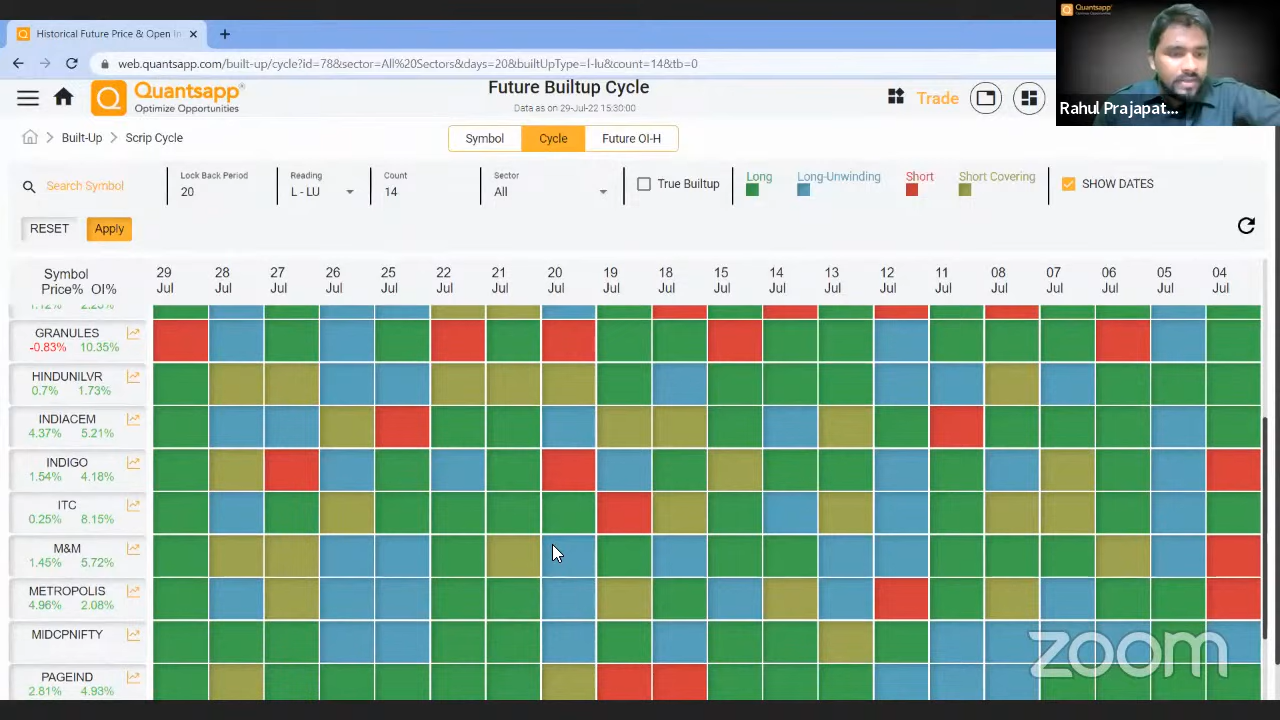 Historical Future Price & Open In
web.quantsapp.com/built-up/cycle?id=78&sector=All%20Sectors&days=20&builtUpType=l-lu&count=14&tb=0
Quantsapp
Optimize Opportunities
Future Builtup Cycle
Data as on 29-Jul-22 15:30:00
Trade
Quantsapp
Rahul Prajapat...
Built-Up
Scrip Cycle
Symbol
Cycle
Future OI-H
Search Symbol
Lock Back Period
20
Reading
L - LU
Count
14
Sector
All
True Builtup
Long
Long-Unwinding
Short
Short Covering
SHOW DATES
RESET
Apply
Symbol
Price% OI%
29 Jul
28 Jul
27 Jul
26 Jul
25 Jul
22 Jul
21 Jul
20 Jul
19 Jul
18 Jul
15 Jul
14 Jul
13 Jul
12 Jul
11 Jul
08 Jul
07 Jul
06 Jul
05 Jul
04 Jul
GRANULES
-0.83% 10.35%
HINDUNILVR
0.7% 1.73%
INDIACEM
4.37% 5.21%
INDIGO
1.54% 4.18%
ITC
0.25% 8.15%
M&M
1.45% 5.72%
METROPOLIS
4.96% 2.08%
MIDCPNIFTY
PAGEIND
2.81% 4.93%
zoom